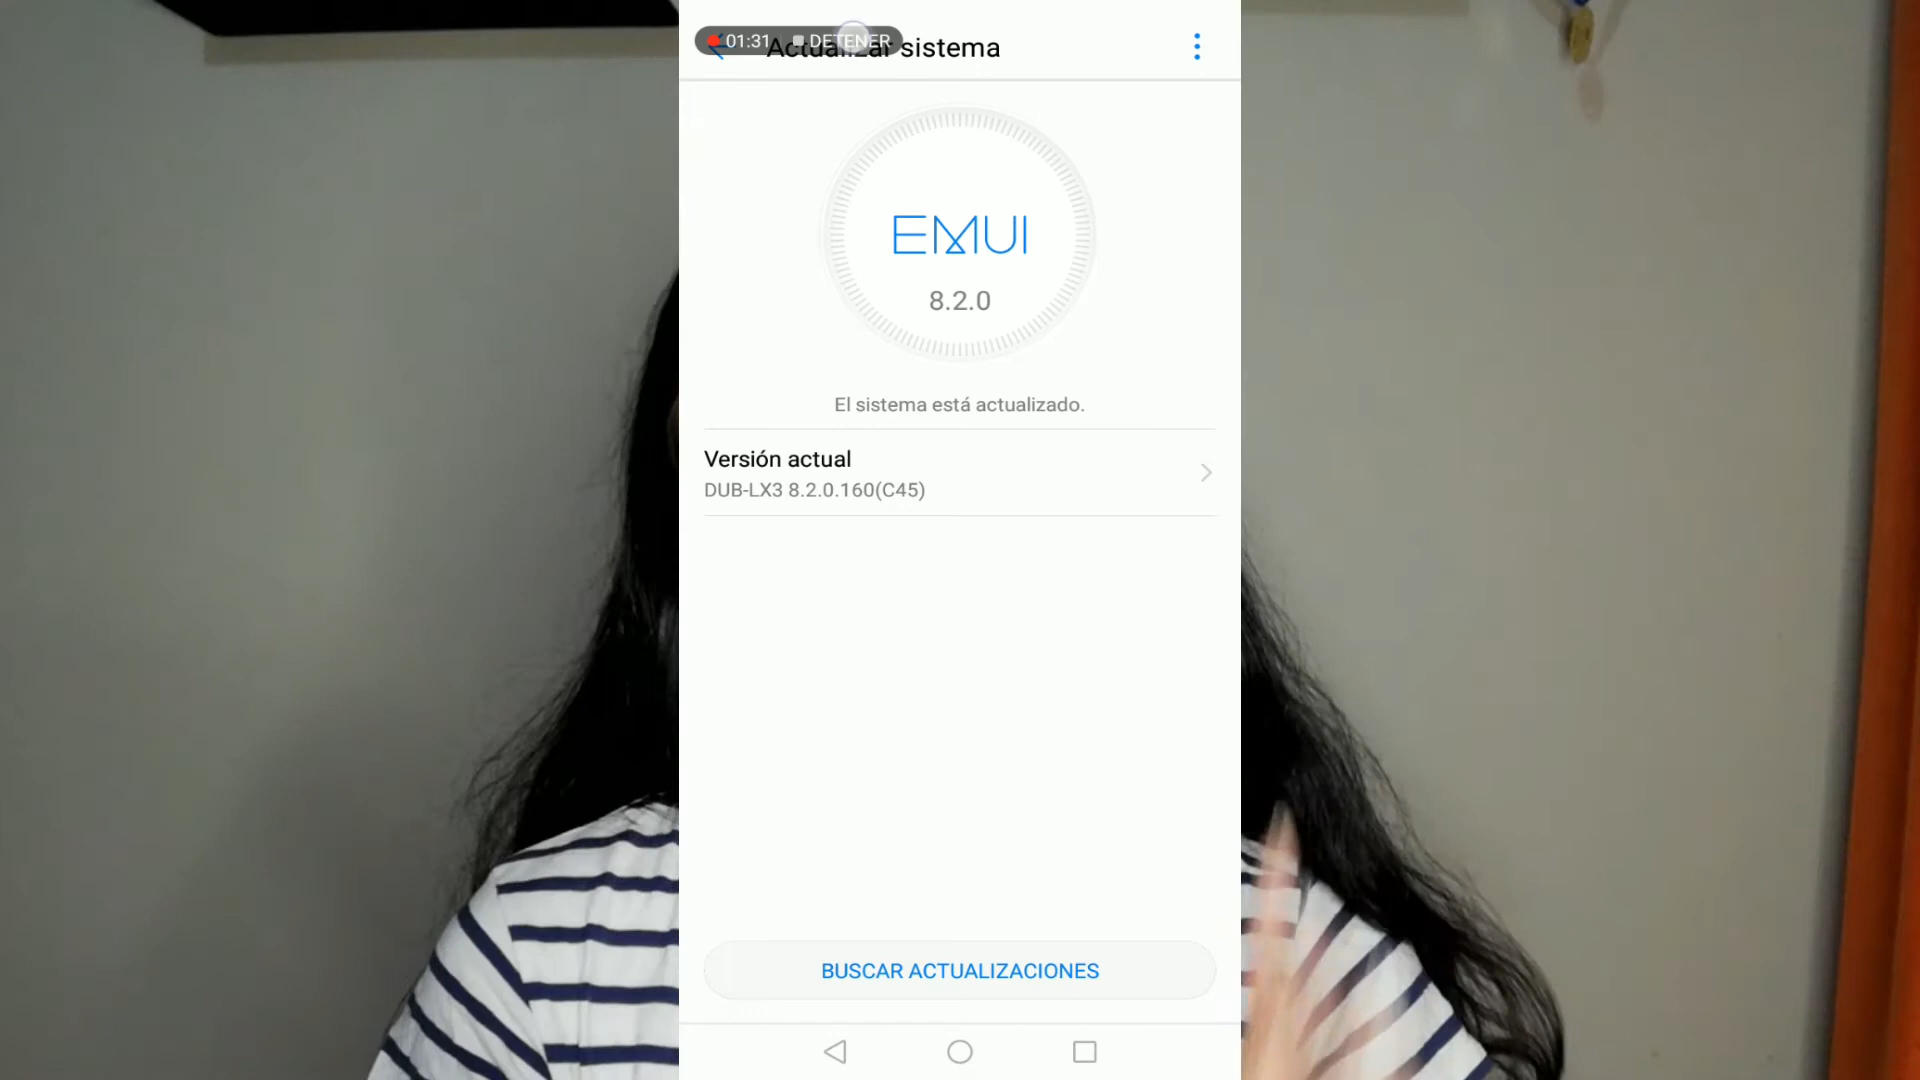 01:31 DETENER
Actualizar sistema
EMUI
8.2.0
El sistema está actualizado.
Versión actual
DUB-LX3 8.2.0.160(C45)
BUSCAR ACTUALIZACIONES